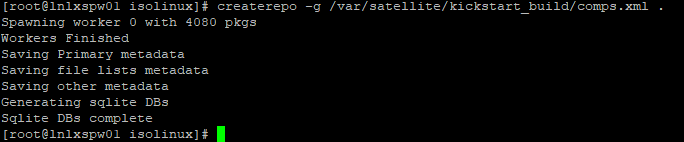 [root@lnlxspw01 isolinux]# createrepo -g /var/satellite/kickstart_build/comps.xml .
Spawning worker 0 with 4080 pkgs
Workers Finished
Saving Primary metadata
Saving file lists metadata
Saving other metadata
Generating sqlite DBs
Sqlite DBs complete
[root@lnlxspw01 isolinux]#